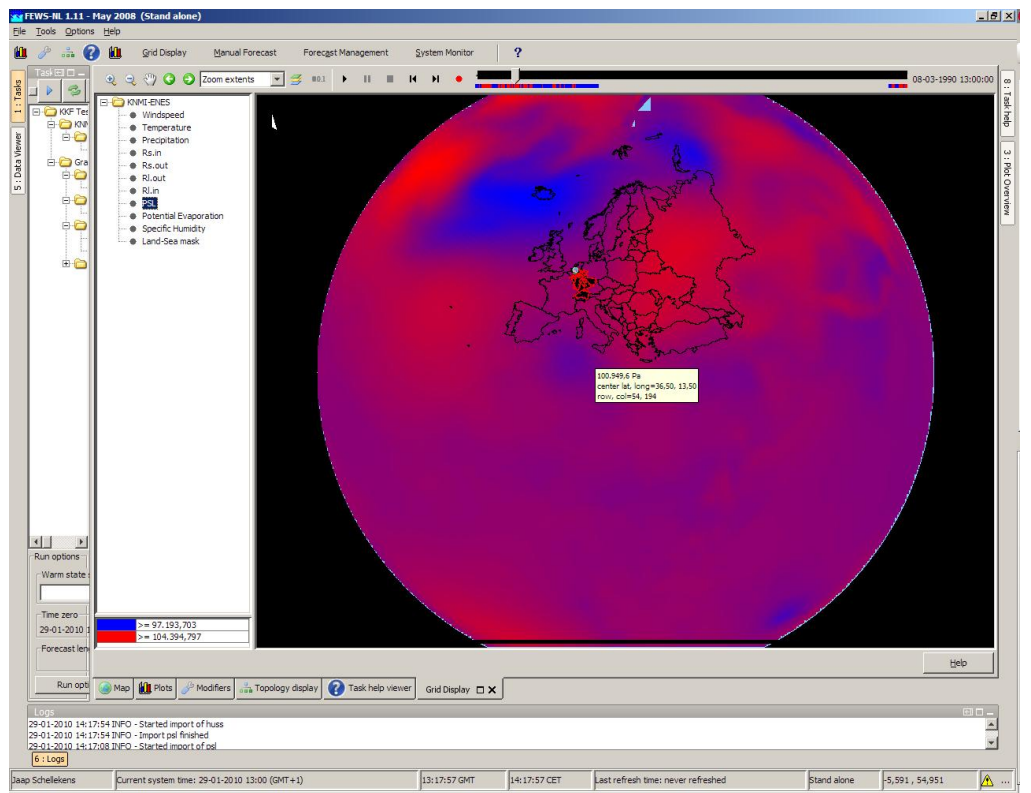 FEWS-NL 1.11 - May 2008 (Stand alone)
File Tools Options Help
Grid Display Manual Forecast Forecast Management System Monitor ?
Task
Zoom extents
08-03-1990 13:00:00
1 : Tasks
5 : Data Viewer
8 : Task help
3 : Plot Overview
KKF Tes
KNM
Gra
KNMI-ENES
Windspeed
Temperature
Precipitation
Rs.in
Rs.out
Rl.out
Rl.in
PSL
Potential Evaporation
Specific Humidity
Land-Sea mask
100.949,6 Pa
center lat, long=36,50, 13,50
row, col=54, 194
Run options
Warm state
Time zero
29-01-2010 1
Forecast len
Run opti
>= 97.193,703
>= 104.394,797
Help
Map Plots Modifiers Topology display Task help viewer Grid Display
Logs
29-01-2010 14:17:54 INFO - Started import of huss
29-01-2010 14:17:54 INFO - Import psl finished
29-01-2010 14:17:08 INFO - Started import of psl
6 : Logs
Jaap Schellekens Current system time: 29-01-2010 13:00 (GMT+1) 13:17:57 GMT 14:17:57 CET Last refresh time: never refreshed Stand alone -5,591 , 54,951 ...